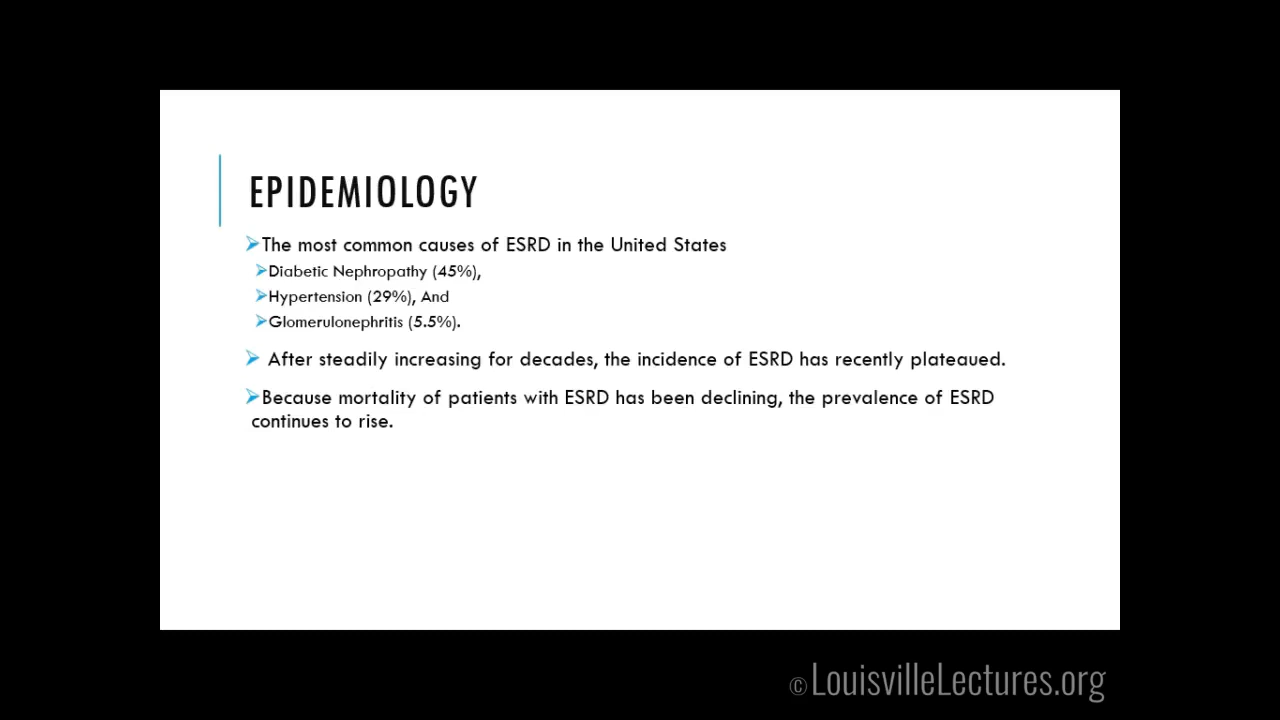 EPIDEMIOLOGY
The most common causes of ESRD in the United States
Diabetic Nephropathy (45%),
Hypertension (29%), And
Glomerulonephritis (5.5%).
After steadily increasing for decades, the incidence of ESRD has recently plateaued.
Because mortality of patients with ESRD has been declining, the prevalence of ESRD
continues to rise.
© LouisvilleLectures.org